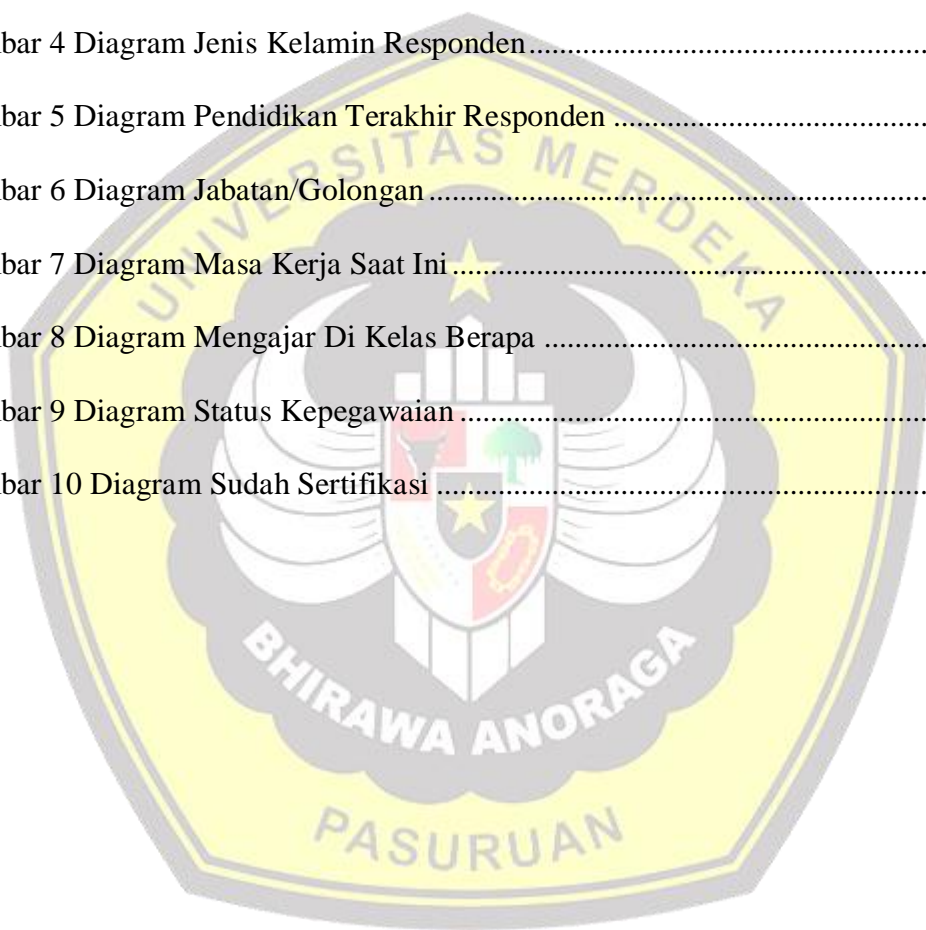 bar 4 Diagram Jenis Kelamin Responden..........................................................
bar 5 Diagram Pendidikan Terakhir Responden ..........................................
bar 6 Diagram Jabatan/Golongan..................................................................
bar 7 Diagram Masa Kerja Saat Ini...............................................................
bar 8 Diagram Mengajar Di Kelas Berapa ...................................................
bar 9 Diagram Status Kepegawaian..............................................................
bar 10 Diagram Sudah Sertifikasi .................................................................
UNIVERSITAS MERDEKA
BHIRAWA ANORAGA
PASURUAN